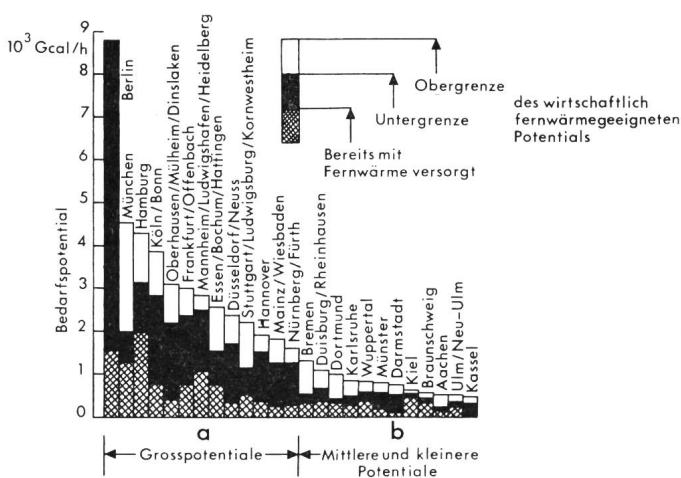 10³ Gcal/h
9
8
7
6
5
4
3
2
1
0
Bedarfspotential
Berlin
München
Hamburg
Köln/Bonn
Oberhausen/Mülheim/Dinslaken
Frankfurt/Offenbach
Mannheim/Ludwigshafen/Heidelberg
Essen/Bochum/Hattingen
Düsseldorf/Neuss
Stuttgart/Ludwigsburg/Kornwestheim
Hannover
Mainz/Wiesbaden
Nürnberg/Fürth
Bremen
Duisburg/Rheinhausen
Dortmund
Karlsruhe
Wuppertal
Münster
Darmstadt
Kiel
Braunschweig
Aachen
Ulm/Neu-Ulm
Kassel
Obergrenze
Untergrenze
Bereits mit
Fernwärme versorgt
des wirtschaftlich
fernwärmegeeigneten
Potentials
a
b
Grosspotentiale
Mittlere und kleinere
Potentiale